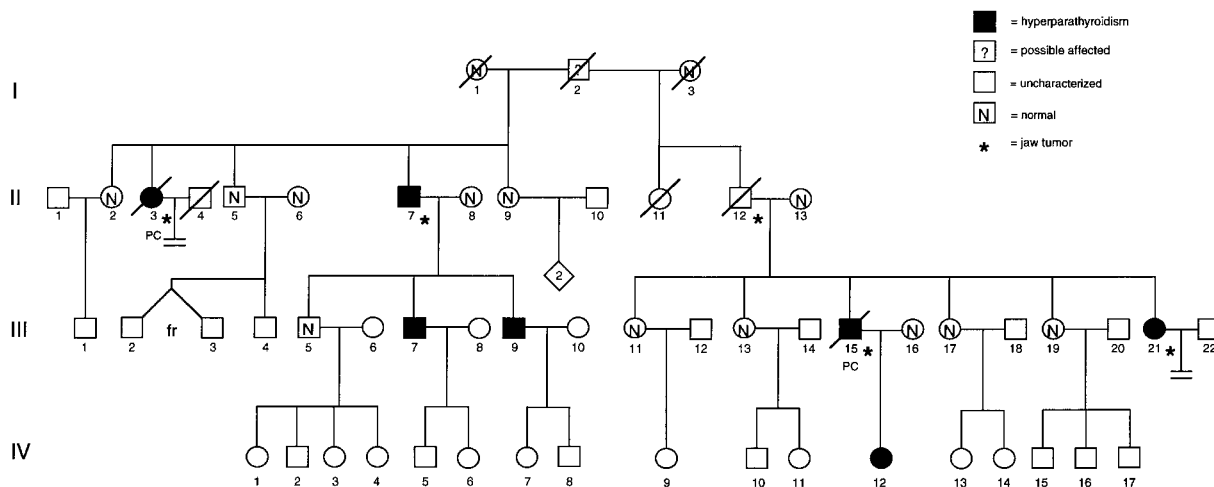 = hyperparathyroidism
? = possible affected
= uncharacterized
N = normal
* = jaw tumor
I
N ? N
1 2 3
II
N N N N N N
1 2 3 * 4 5 6 7 * 8 9 10 11 12 * 13
PC
2
fr
III
N N N N N N
1 2 3 4 5 6 7 8 9 10 11 12 13 14 15 * 16 17 18 19 20 21 * 22
PC
IV
1 2 3 4 5 6 7 8 9 10 11 12 13 14 15 16 17